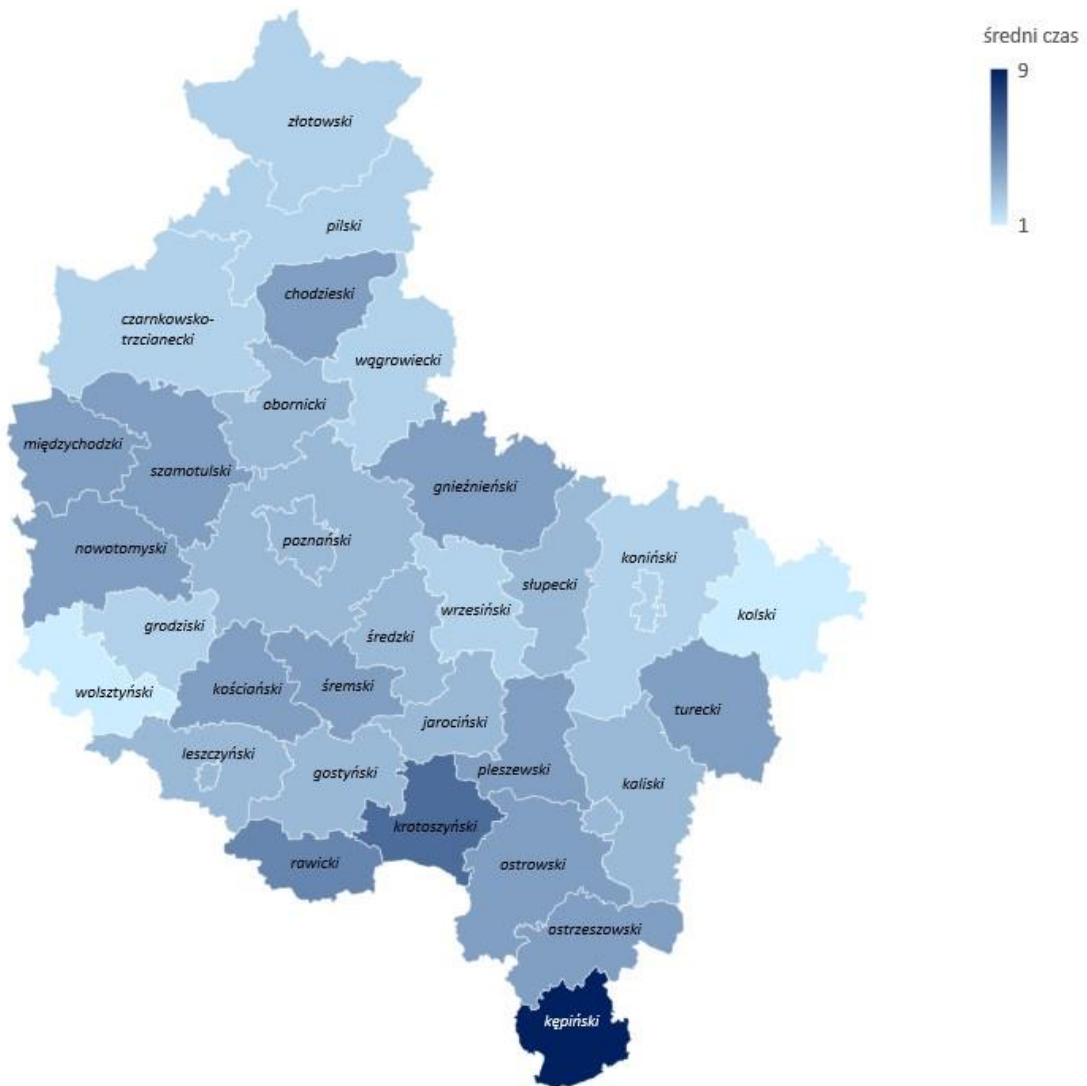 średni czas
9
1
złotowski
pilski
chodzieski
czarnkowsko-
trzcianecki
wągrowiecki
obornicki
międzychodzki
szamotulski
gnieźnieński
nowotomyski
poznański
koniński
słupecki
wrzesiński
kolski
grodziski
średzki
wolsztyński
kościański
śremski
turecki
jarociński
leszczyński
gostyński
pleszewski
kaliski
krotoszyński
rawicki
ostrowski
ostrzeszowski
kępiński